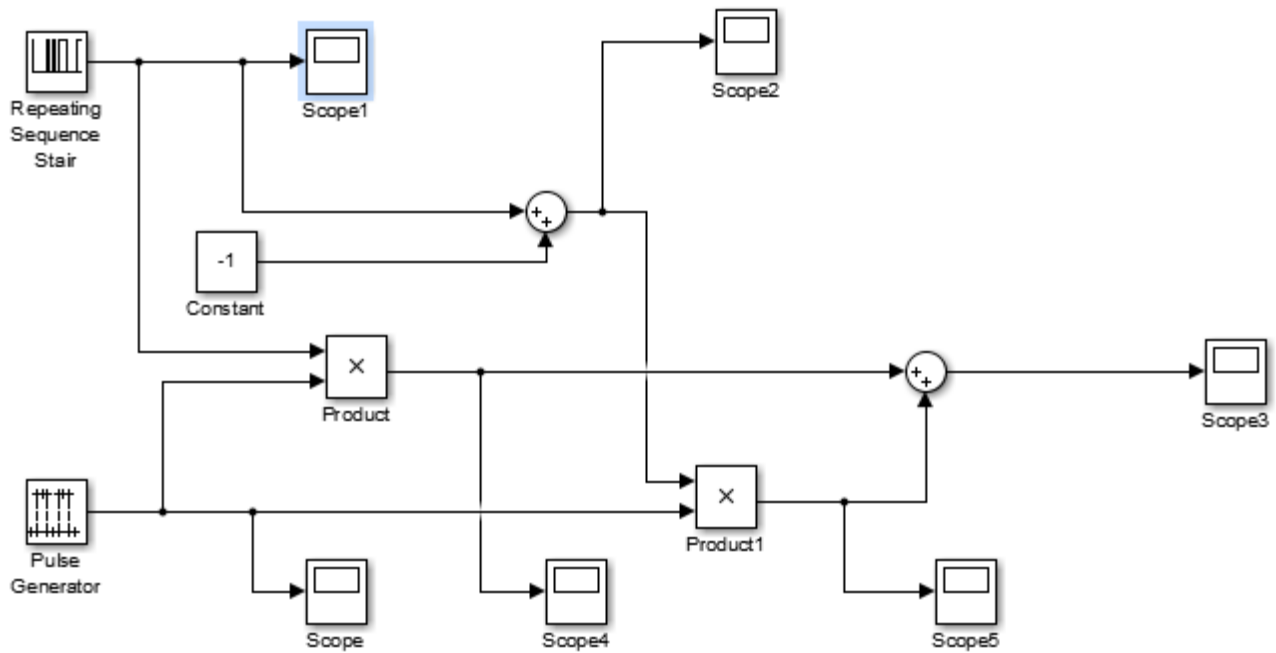 Scope2
Repeating
Sequence
Stair
Scope1
+
+
-1
Constant
×
Product
+
+
Scope3
×
Product1
Pulse
Generator
Scope
Scope4
Scope5